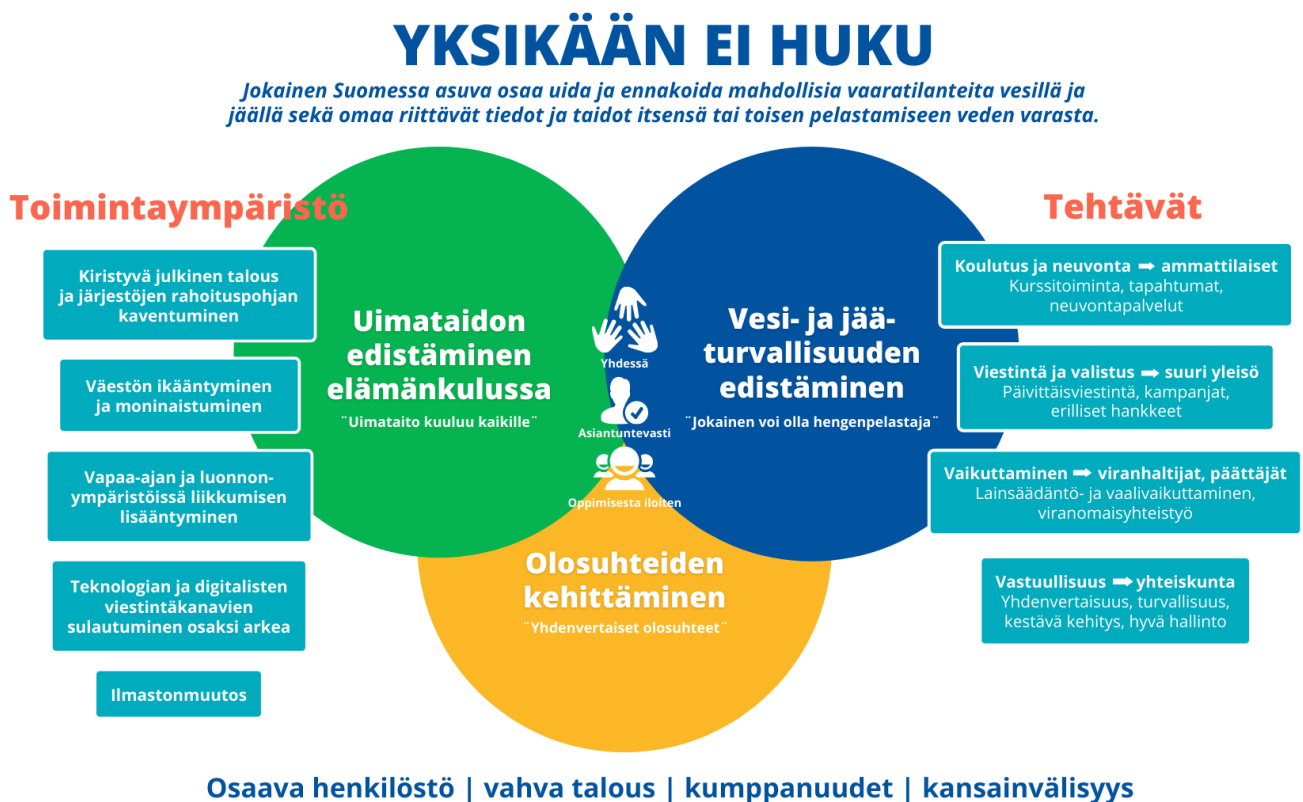 YKSIKÄÄN EI HUKU
Jokainen Suomessa asuva osaa uida ja ennakoida mahdollisia vaaratilanteita vesillä ja
jäällä sekä omaa riittävät tiedot ja taidot itsensä tai toisen pelastamiseen veden varasta.
Toimintaympäristö
Kiristyvä julkinen talous
ja järjestöjen rahoituspohjan
kaventuminen
Väestön ikääntyminen
ja moninaistuminen
Vapaa-ajan ja luonnon-
ympäristöissä liikkumisen
lisääntyminen
Teknologian ja digitalisten
viestintäkanavien
sulautuminen osaksi arkea
Ilmastonmuutos
Uimataidon
edistäminen
elämänkulussa
¨Uimataito kuuluu kaikille¨
Yhdessä
Asiantuntevasti
Oppimisesta iloiten
Vesi- ja jää-
turvallisuuden
edistäminen
¨Jokainen voi olla hengenpelastaja¨
Olosuhteiden
kehittäminen
¨Yhdenvertaiset olosuhteet¨
Tehtävät
Koulutus ja neuvonta ➡ ammattilaiset
Kurssitoiminta, tapahtumat,
neuvontapalvelut
Viestintä ja valistus ➡ suuri yleisö
Päivittäisviestintä, kampanjat,
erilliset hankkeet
Vaikuttaminen ➡ viranhaltijat, päättäjät
Lainsäädäntö- ja vaalivaikuttaminen,
viranomaisyhteistyö
Vastuullisuus ➡ yhteiskunta
Yhdenvertaisuus, turvallisuus,
kestävä kehitys, hyvä hallinto
Osaava henkilöstö | vahva talous | kumppanuudet | kansainvälisyys